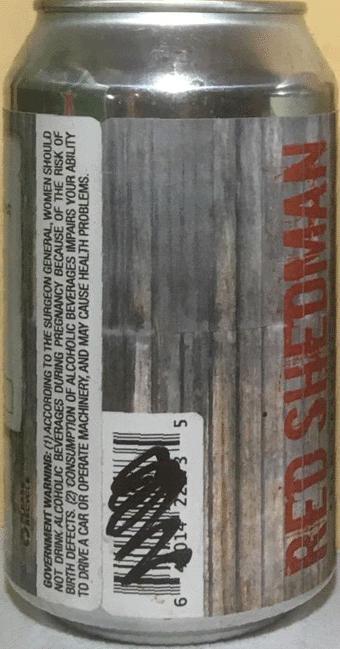 GOVERNMENT WARNING: (1) ACCORDING TO THE SURGEON GENERAL, WOMEN SHOULD
NOT DRINK ALCOHOLIC BEVERAGES DURING PREGNANCY BECAUSE OF THE RISK OF
BIRTH DEFECTS. (2) CONSUMPTION OF ALCOHOLIC BEVERAGES IMPAIRS YOUR ABILITY
TO DRIVE A CAR OR OPERATE MACHINERY, AND MAY CAUSE HEALTH PROBLEMS.
RED SHEDMAN